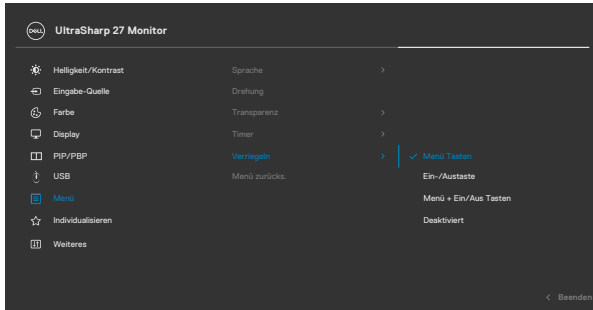 DELL UltraSharp 27 Monitor
Helligkeit/Kontrast Sprache
Eingabe-Quelle Drehung
Farbe Transparenz
Display Timer
PIP/PBP Verriegeln Menü Tasten
USB Menü zurücks. Ein-/Austaste
Menü Menü + Ein/Aus Tasten
Individualisieren Deaktiviert
Weiteres
Beenden